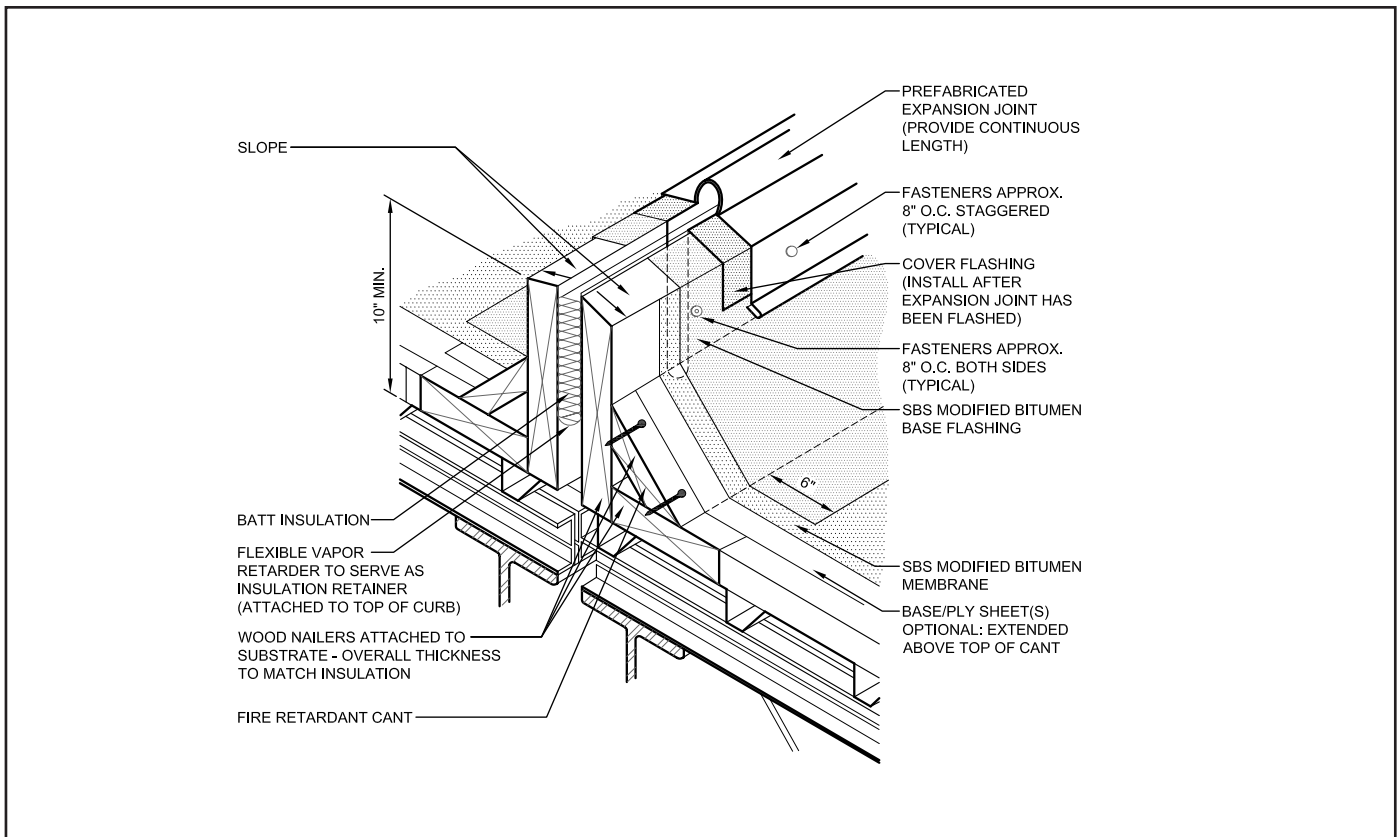 SLOPE
10" MIN.
BATT INSULATION
FLEXIBLE VAPOR
RETARDER TO SERVE AS
INSULATION RETAINER
(ATTACHED TO TOP OF CURB)
WOOD NAILERS ATTACHED TO
SUBSTRATE - OVERALL THICKNESS
TO MATCH INSULATION
FIRE RETARDANT CANT
PREFABRICATED
EXPANSION JOINT
(PROVIDE CONTINUOUS
LENGTH)
FASTENERS APPROX.
8" O.C. STAGGERED
(TYPICAL)
COVER FLASHING
(INSTALL AFTER
EXPANSION JOINT HAS
BEEN FLASHED)
FASTENERS APPROX.
8" O.C. BOTH SIDES
(TYPICAL)
SBS MODIFIED BITUMEN
BASE FLASHING
6"
SBS MODIFIED BITUMEN
MEMBRANE
BASE/PLY SHEET(S)
OPTIONAL: EXTENDED
ABOVE TOP OF CANT